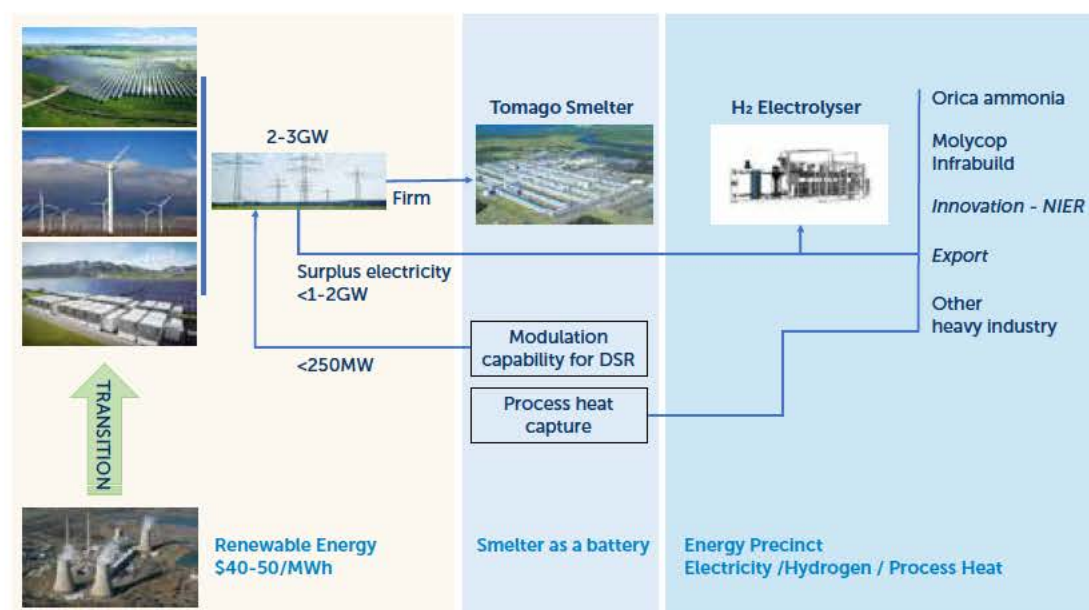 2-3GW
Firm
Surplus electricity
<1-2GW
<250MW
TRANSITION
Renewable Energy
$40-50/MWh
Tomago Smelter
Modulation
capability for DSR
Process heat
capture
Smelter as a battery
H₂ Electrolyser
Orica ammonia
Molycop
Infrabuild
Innovation - NIER
Export
Other
heavy industry
Energy Precinct
Electricity /Hydrogen / Process Heat